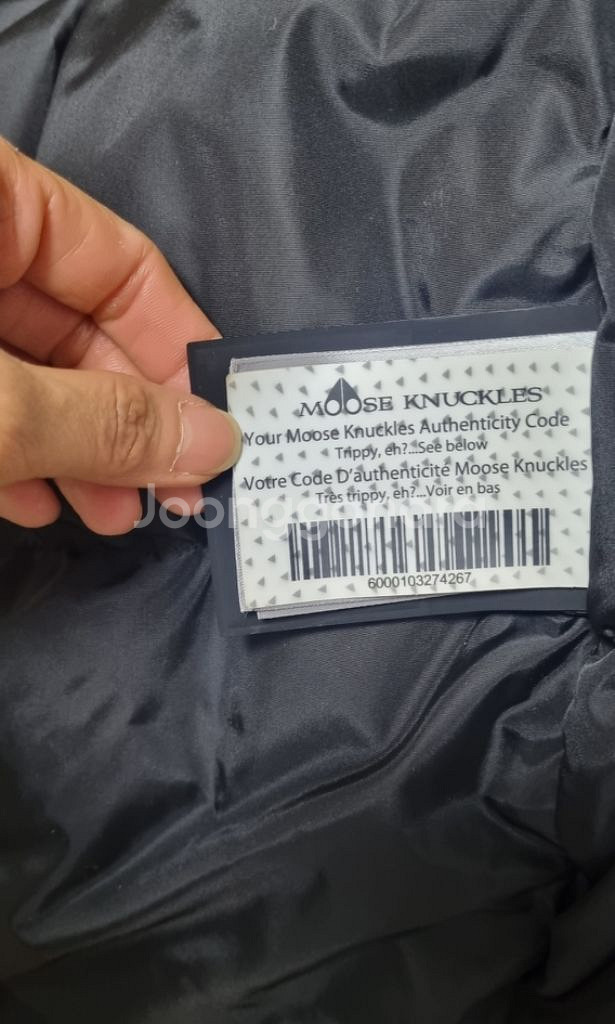 MOOSE KNUCKLES
Your Moose Knuckles Authenticity Code
Trippy, eh?...See below
Votre Code D'authenticité Moose Knuckles
Très trippy, eh?...Voir en bas
Joonggonara
6000103274267